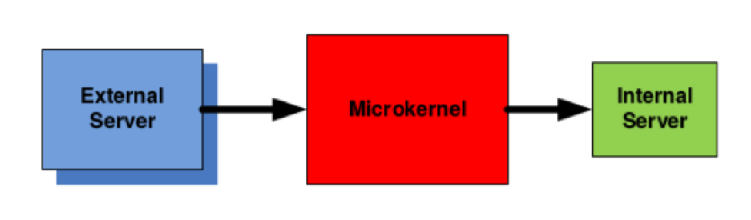 External
Server
Microkernel
Internal
Server